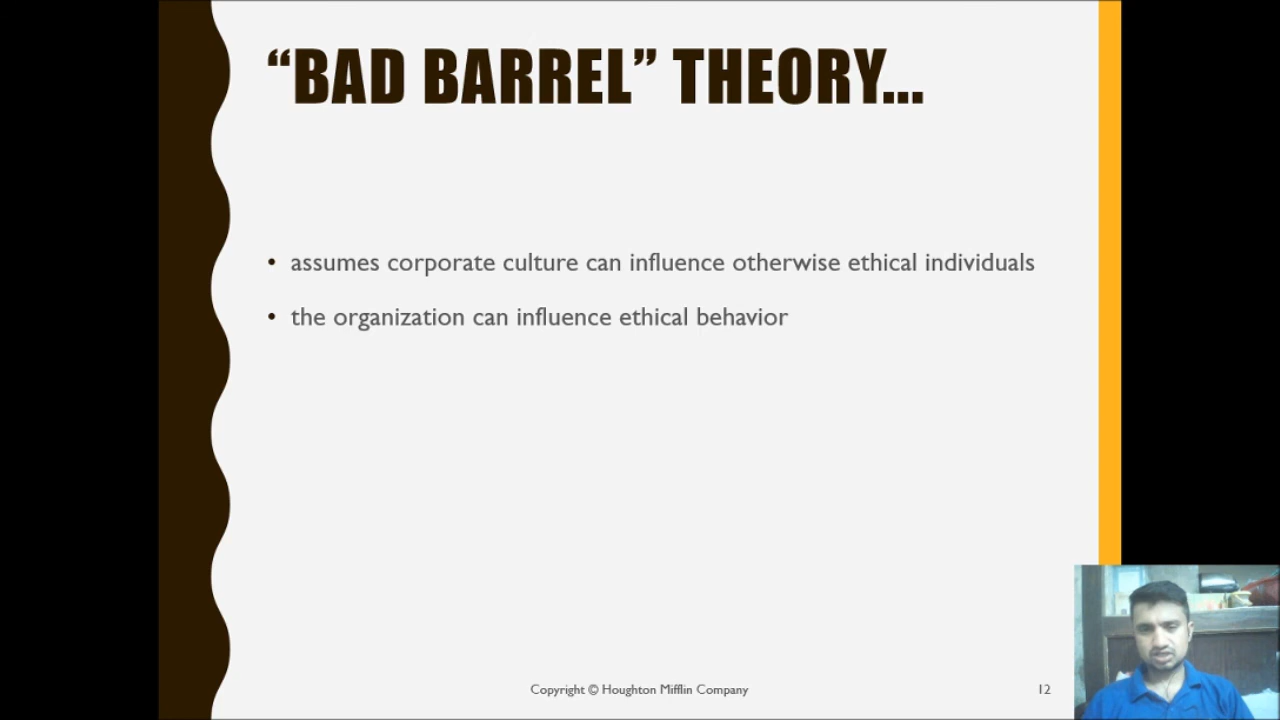 “BAD BARREL” THEORY...
• assumes corporate culture can influence otherwise ethical individuals
• the organization can influence ethical behavior
Copyright © Houghton Mifflin Company
12